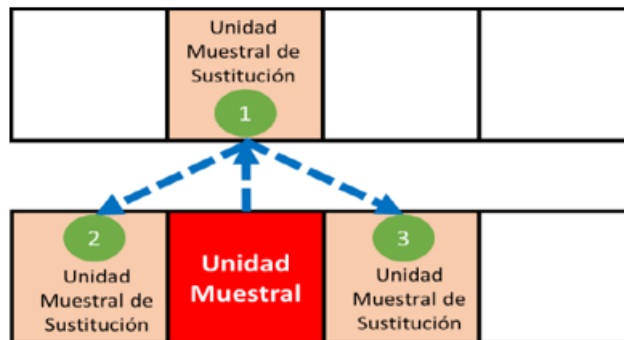 Unidad
Muestral de
Sustitución
1
2
Unidad
Muestral de
Sustitución
Unidad
Muestral
3
Unidad
Muestral de
Sustitución